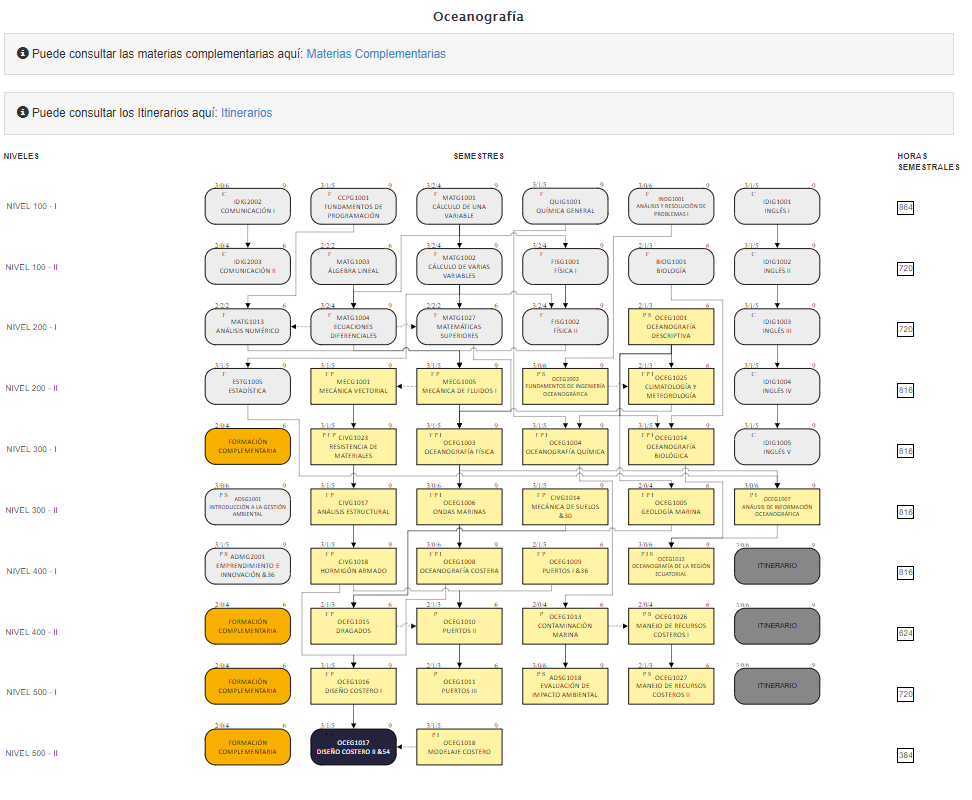 Oceanografía
Puede consultar las materias complementarias aquí: Materias Complementarias
Puede consultar los Itinerarios aquí: Itinerarios
NIVELES
SEMESTRES
HORAS
SEMESTRALES
NIVEL 100 - I
3/0/6 9
C
IDIG2002
COMUNICACIÓN I
3/1/5 9
F
CCPG1001
FUNDAMENTOS DE
PROGRAMACIÓN
3/2/4 9
F
MATG1001
CÁLCULO DE UNA
VARIABLE
3/1/5 9
F
QUIG1001
QUÍMICA GENERAL
3/0/6 9
F
INDG1001
ANÁLISIS Y RESOLUCIÓN DE
PROBLEMAS I
3/1/5 9
C
IDIG1001
INGLÉS I
864
NIVEL 100 - II
2/0/4 6
C
IDIG2003
COMUNICACIÓN II
2/2/2 6
F
MATG1003
ÁLGEBRA LINEAL
3/2/4 9
F
MATG1002
CÁLCULO DE VARIAS
VARIABLES
3/1/5 9
F
FISG1001
FÍSICA I
2/1/3 6
F
BIOG1001
BIOLOGÍA
3/1/5 9
C
IDIG1002
INGLÉS II
720
NIVEL 200 - I
2/2/2 6
F
MATG1013
ANÁLISIS NUMÉRICO
3/2/4 9
F
MATG1004
ECUACIONES
DIFERENCIALES
2/2/2 6
F
MATG1027
MATEMÁTICAS
SUPERIORES
3/2/4 9
F
FISG1002
FÍSICA II
2/1/3 6
P S
OCEG1001
OCEANOGRAFÍA
DESCRIPTIVA
3/1/5 9
C
IDIG1003
INGLÉS III
720
NIVEL 200 - II
3/1/5 9
F
ESTG1005
ESTADÍSTICA
3/1/5 9
F P
MECG1001
MECÁNICA VECTORIAL
3/1/5 9
F P
MECG1005
MECÁNICA DE FLUIDOS I
3/0/6 9
P S
OCEG1002
FUNDAMENTOS DE INGENIERÍA
OCEANOGRÁFICA
2/1/3 6
F P I
OCEG1025
CLIMATOLOGÍA Y
METEOROLOGÍA
3/1/5 9
C
IDIG1004
INGLÉS IV
816
NIVEL 300 - I
2/0/4 6
FORMACIÓN
COMPLEMENTARIA
3/1/5 9
CIVG1023
RESISTENCIA DE
MATERIALES
3/1/5 9
F P I
OCEG1003
OCEANOGRAFÍA FÍSICA
3/1/5 9
F P I
OCEG1004
OCEANOGRAFÍA QUÍMICA
3/1/5 9
F P I
OCEG1014
OCEANOGRAFÍA
BIOLÓGICA
3/1/5 9
C
IDIG1005
INGLÉS V
816
NIVEL 300 - II
3/0/6 9
P S
ADSG1001
INTRODUCCIÓN A LA GESTIÓN
AMBIENTAL
3/1/5 9
F P
CIVG1017
ANÁLISIS ESTRUCTURAL
3/0/6 9
F P I
OCEG1006
ONDAS MARINAS
3/1/5 9
F P
CIVG1014
MECÁNICA DE SUELOS
&30
2/0/4 6
F P I
OCEG1005
GEOLOGÍA MARINA
3/0/6 9
P I
OCEG1007
ANÁLISIS DE INFORMACIÓN
OCEANOGRÁFICA
816
NIVEL 400 - I
3/1/5 9
P S
ADMG2001
EMPRENDIMIENTO E
INNOVACIÓN &36
3/1/5 9
F P
CIVG1018
HORMIGÓN ARMADO
3/0/6 9
F P I
OCEG1008
OCEANOGRAFÍA COSTERA
2/1/3 6
F P
OCEG1009
PUERTOS I &36
3/0/6 9
P I S
OCEG1012
OCEANOGRAFÍA DE LA REGIÓN
ECUATORIAL
3/0/6 9
ITINERARIO
816
NIVEL 400 - II
2/0/4 6
FORMACIÓN
COMPLEMENTARIA
2/1/3 6
F P
OCEG1015
DRAGADOS
2/1/3 6
P
OCEG1010
PUERTOS II
2/0/4 6
P
OCEG1013
CONTAMINACIÓN
MARINA
2/0/4 6
P S
OCEG1026
MANEJO DE RECURSOS
COSTEROS I
3/0/6 9
ITINERARIO
624
NIVEL 500 - I
2/0/4 6
FORMACIÓN
COMPLEMENTARIA
3/1/5 9
F P
OCEG1016
DISEÑO COSTERO I
2/1/3 6
P
OCEG1011
PUERTOS III
3/0/6 9
P S
ADSG1018
EVALUACIÓN DE
IMPACTO AMBIENTAL
2/1/3 6
OCEG1027
MANEJO DE RECURSOS
COSTEROS II
3/0/6 9
ITINERARIO
720
NIVEL 500 - II
2/0/4 6
FORMACIÓN
COMPLEMENTARIA
3/1/5 9
OCEG1017
DISEÑO COSTERO II &54
3/1/5 9
P I
OCEG1018
MODELAJE COSTERO
384